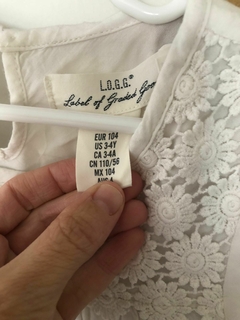 L.O.G.G.®
Label of Graded Goods
EUR 104
US 3-4Y
CA 3-4A
CN 110/56
MX 104